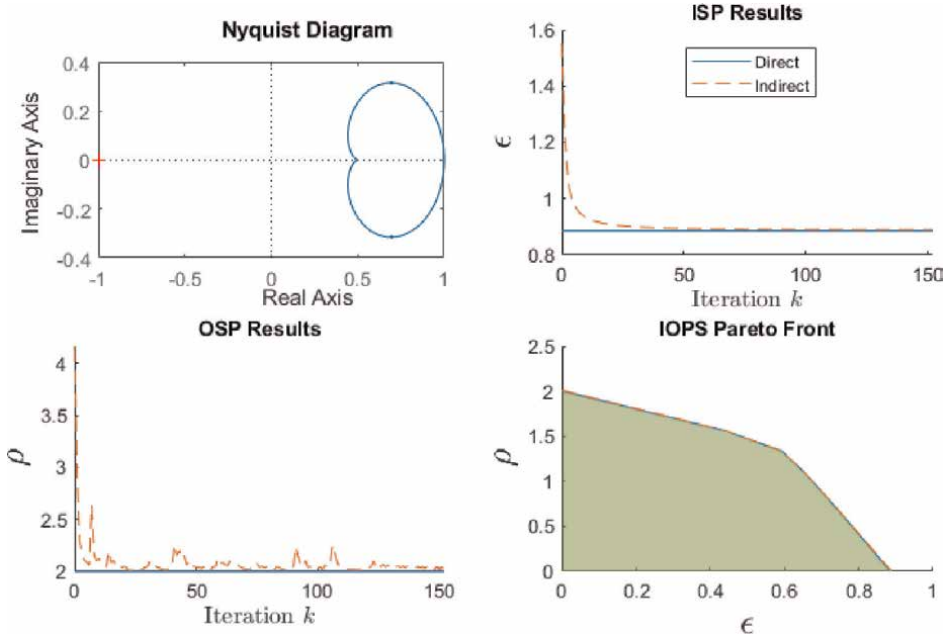 Nyquist Diagram
Imaginary Axis
0.4
0.2
0
-0.2
-0.4
-1
-0.5
0
0.5
1
Real Axis
ISP Results
ϵ
1.6
1.4
1.2
1
0.8
Direct
Indirect
0
50
100
150
Iteration k
OSP Results
ρ
4
3.5
3
2.5
2
0
50
100
150
Iteration k
IOPS Pareto Front
ρ
2.5
2
1.5
1
0.5
0
0
0.2
0.4
0.6
0.8
1
ϵ